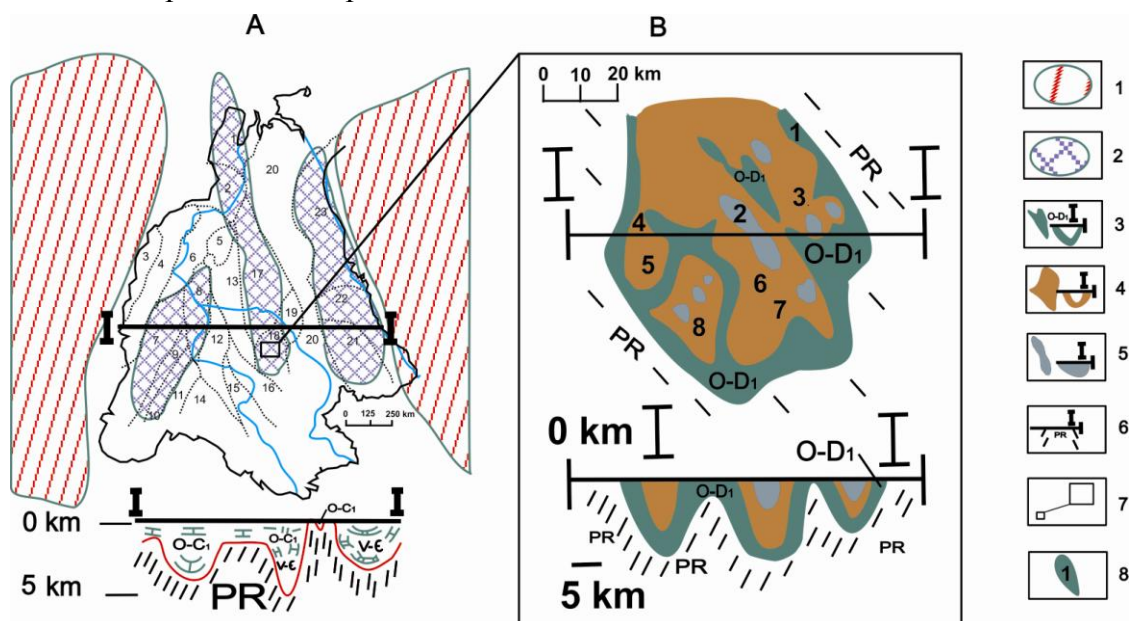 A
B
0 10 20 km
2
20
23
3
4
5
6
8
13
17
22
19
I
I
7
9
12
18
20
21
10
11
14
15
16
0 125 250 km
I
I
0 km
5 km
O-C₁
O-C₁
O-C₁
V-Є
V-Є
PR
I
I
1
PR
O-D₁
2
3
4
5
O-D₁
6
7
8
PR
O-D₁
0 km
I
I
O-D₁
O-D₁
PR
PR
PR
5 km
1
2
O-D₁
I
3
I
4
I
5
I
PR
6
7
1
8